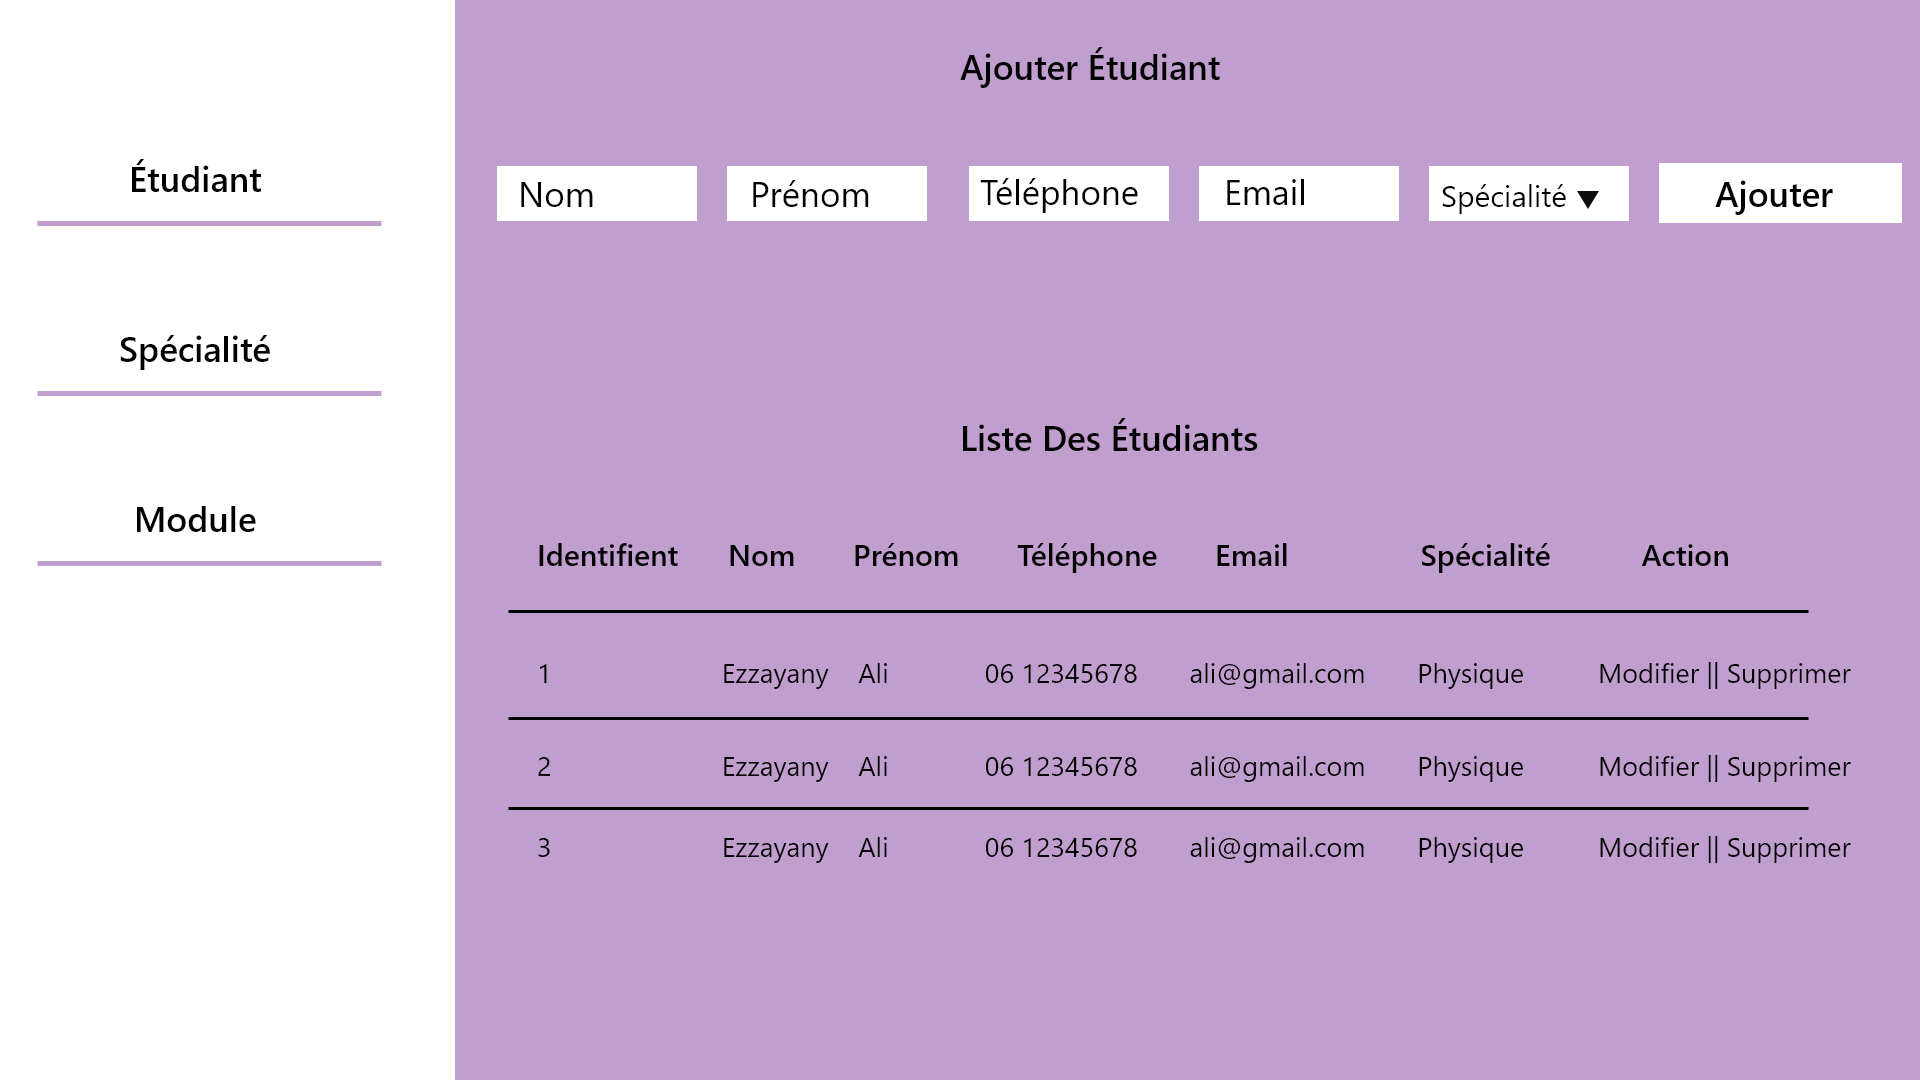 Étudiant
Spécialité
Module
Ajouter Étudiant
Nom Prénom Téléphone Email Spécialité ▼ Ajouter
Liste Des Étudiants
Identifient Nom Prénom Téléphone Email Spécialité Action
1 Ezzayany Ali 06 12345678 ali@gmail.com Physique Modifier || Supprimer
2 Ezzayany Ali 06 12345678 ali@gmail.com Physique Modifier || Supprimer
3 Ezzayany Ali 06 12345678 ali@gmail.com Physique Modifier || Supprimer